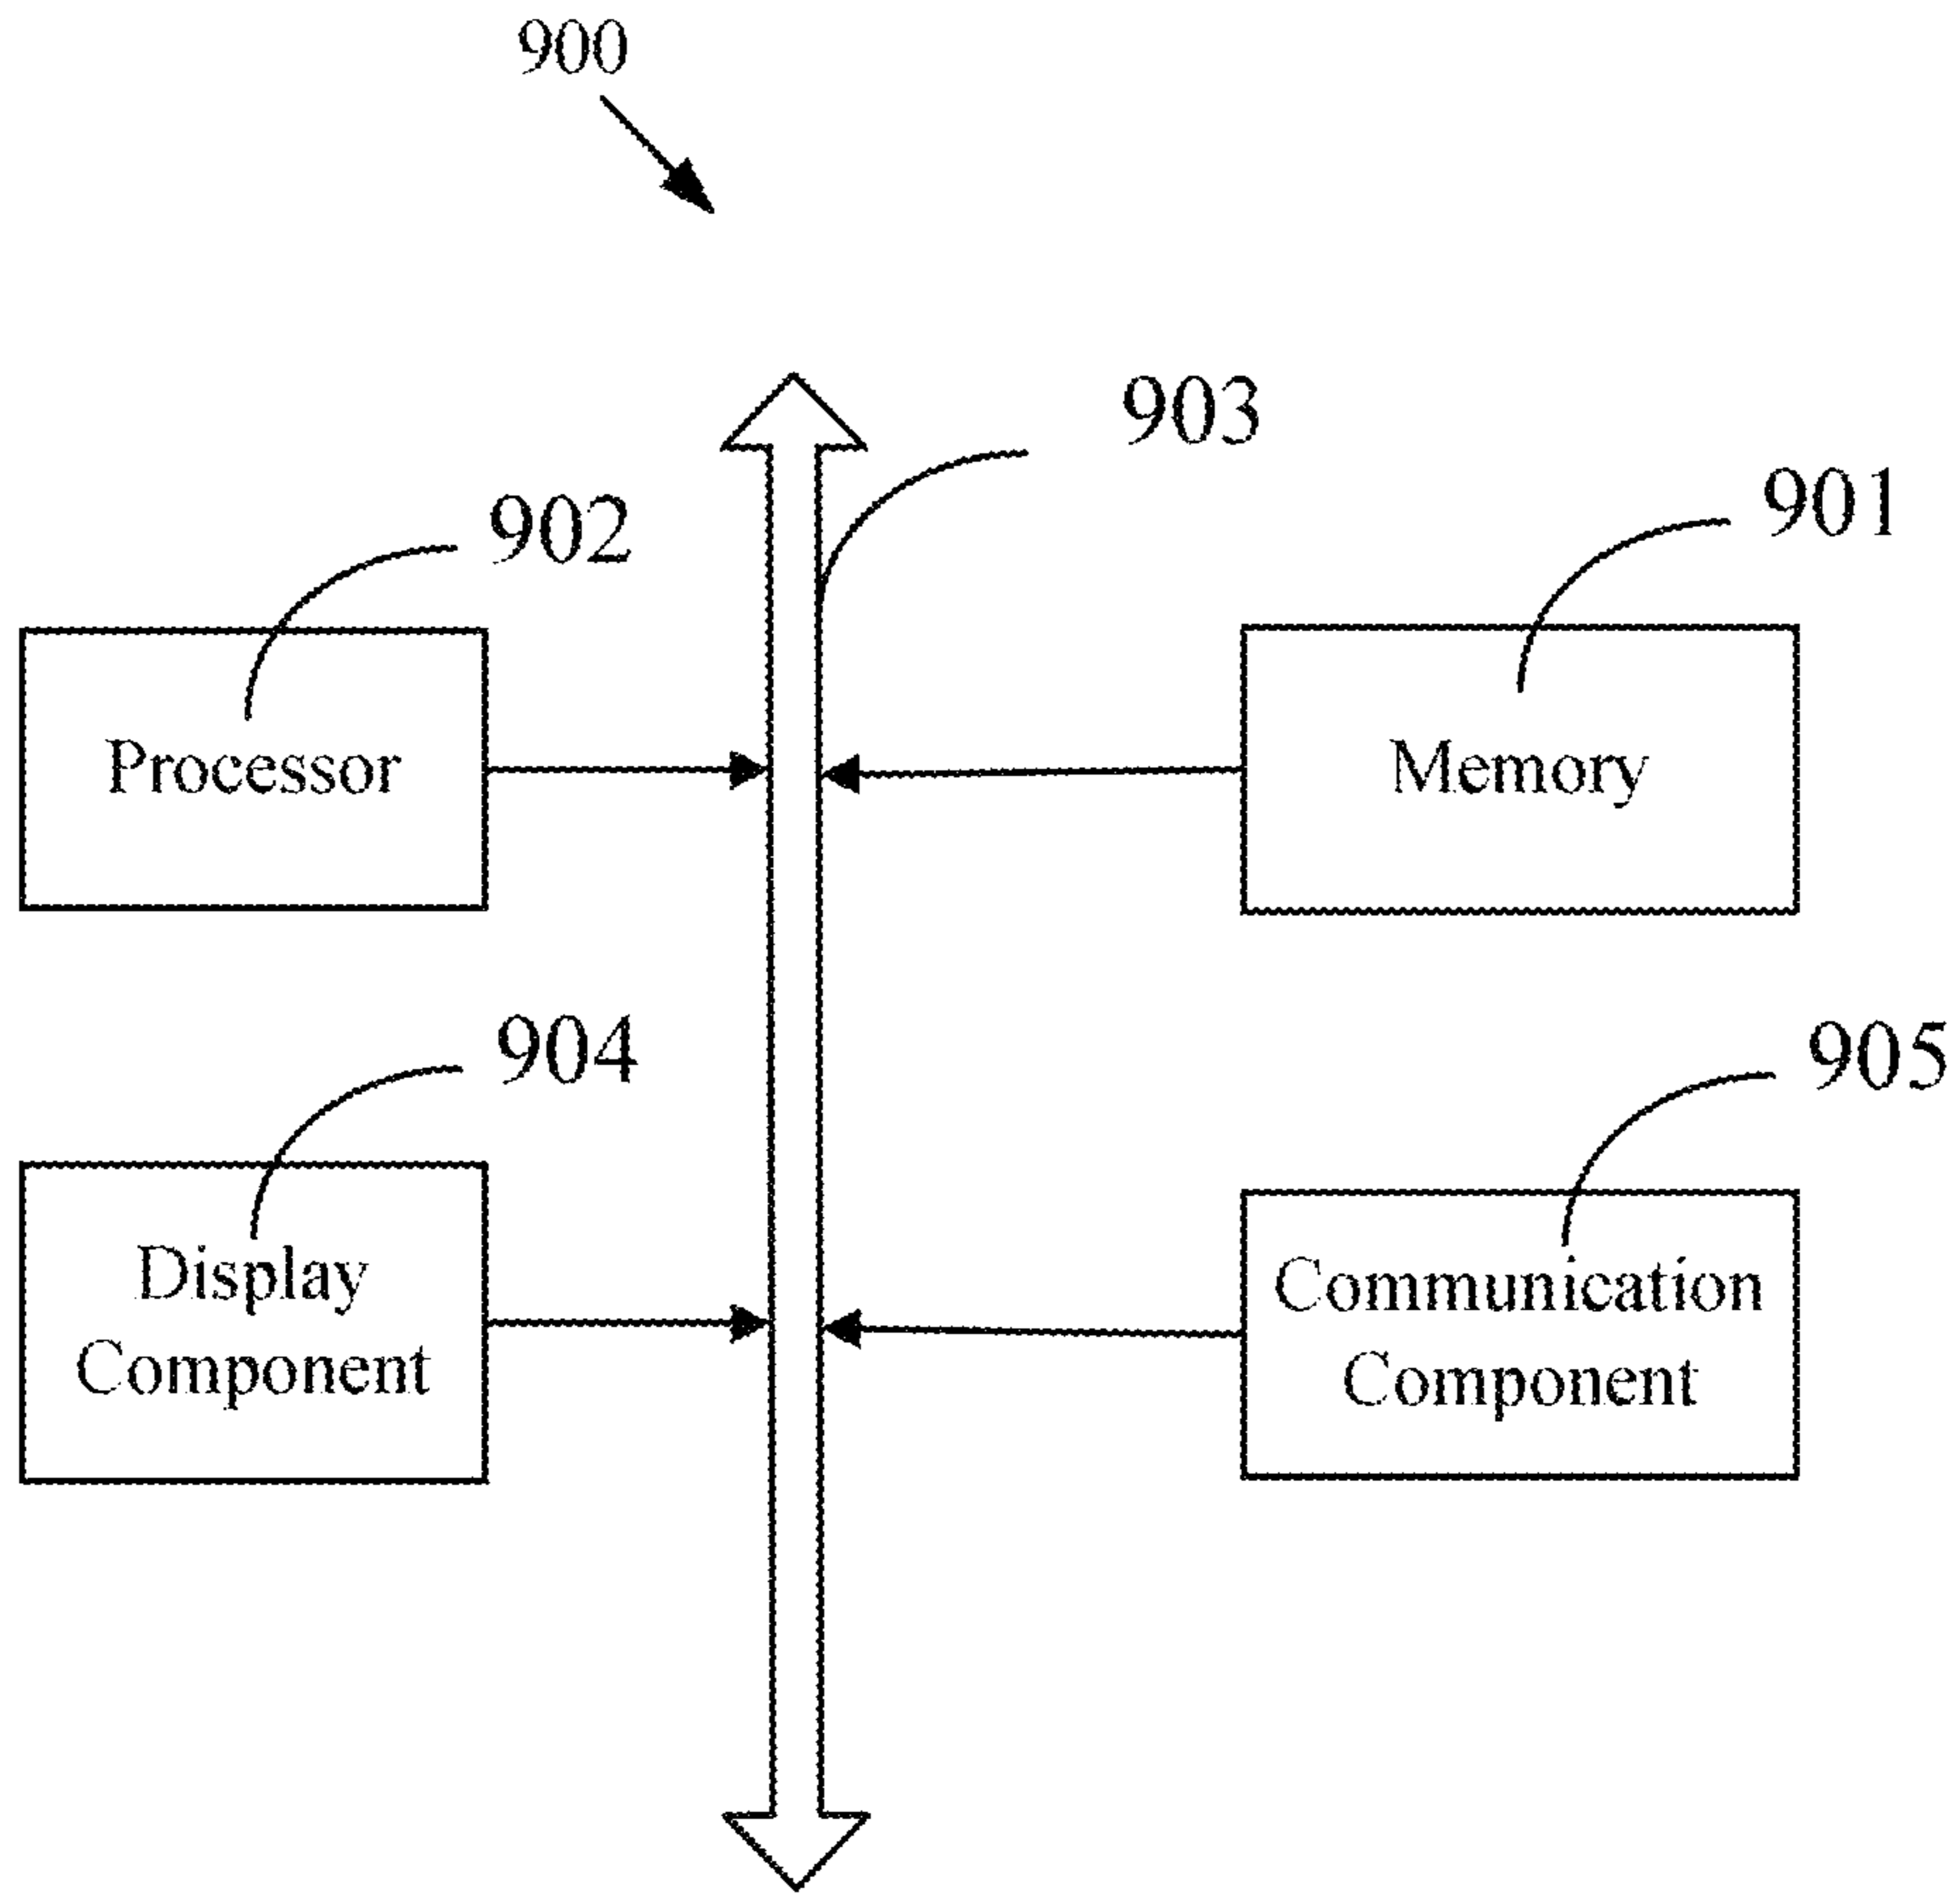 900
903
901
902
Processor
Memory
904
905
Display
Component
Communication
Component